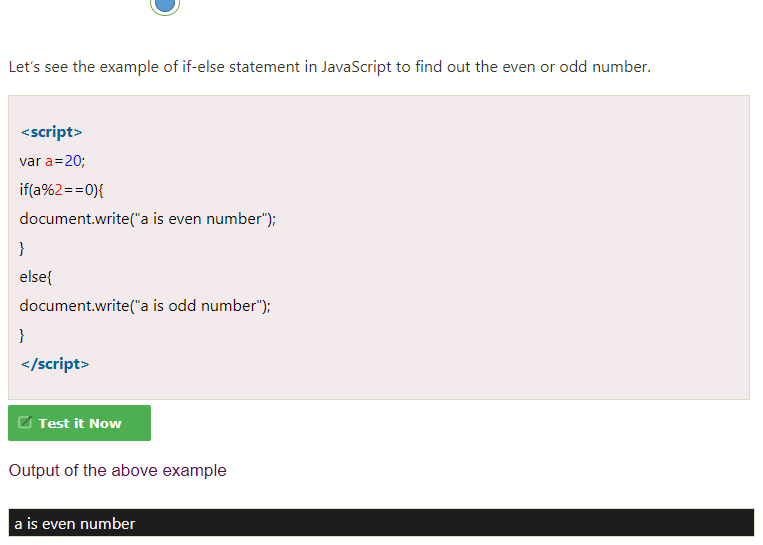 Let's see the example of if-else statement in JavaScript to find out the even or odd number.
<script>
var a=20;
if(a%2==0){
document.write("a is even number");
}
else{
document.write("a is odd number");
}
</script>
Test it Now
Output of the above example
a is even number